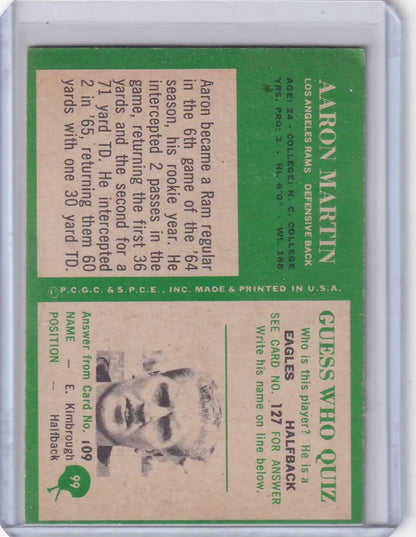 AARON MARTIN
LOS ANGELES RAMS DEFENSIVE BACK
AGE: 24 - COLLEGE: N. C. COLLEGE
YRS. PRO: 3 - Ht. 6'0" - Wt. 188
Aaron became a Ram regular
in the 6th game of the '64
season, his rookie year. He
intercepted 2 passes in the
game, returning the first 36
yards and the second for a
71 yard TD. He intercepted
2 in '65, returning them 60
yards with one 30 yard TD.
©P.C.G.C. & S.P.C.E., INC. MADE & PRINTED IN U.S.A.
GUESS WHO QUIZ
Who is this player? He is a
EAGLES HALFBACK
SEE CARD NO. 127 FOR ANSWER
Write his name on line below.
Answer from Card No. 109
NAME — E. Kimbrough
POSITION — Halfback
99